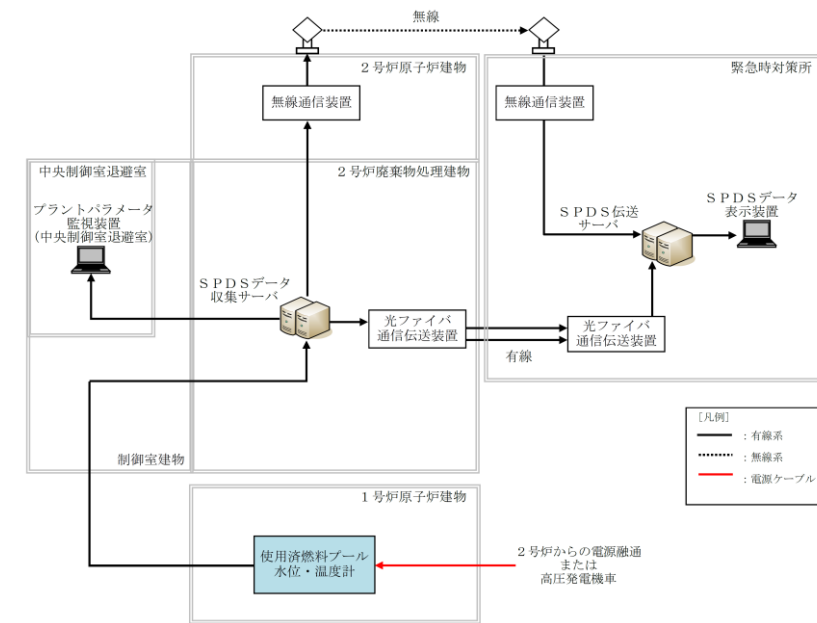 無線
２号炉原子炉建物
無線通信装置
緊急時対策所
無線通信装置
中央制御室退避室
プラントパラメータ
監視装置
(中央制御室退避室)
２号炉廃棄物処理建物
ＳＰＤＳデータ
収集サーバ
光ファイバ
通信伝送装置
有線
ＳＰＤＳ伝送
サーバ
ＳＰＤＳデータ
表示装置
光ファイバ
通信伝送装置
制御室建物
１号炉原子炉建物
使用済燃料プール
水位・温度計
２号炉からの電源融通
または
高圧発電機車
［凡例］
：有線系
：無線系
：電源ケーブル